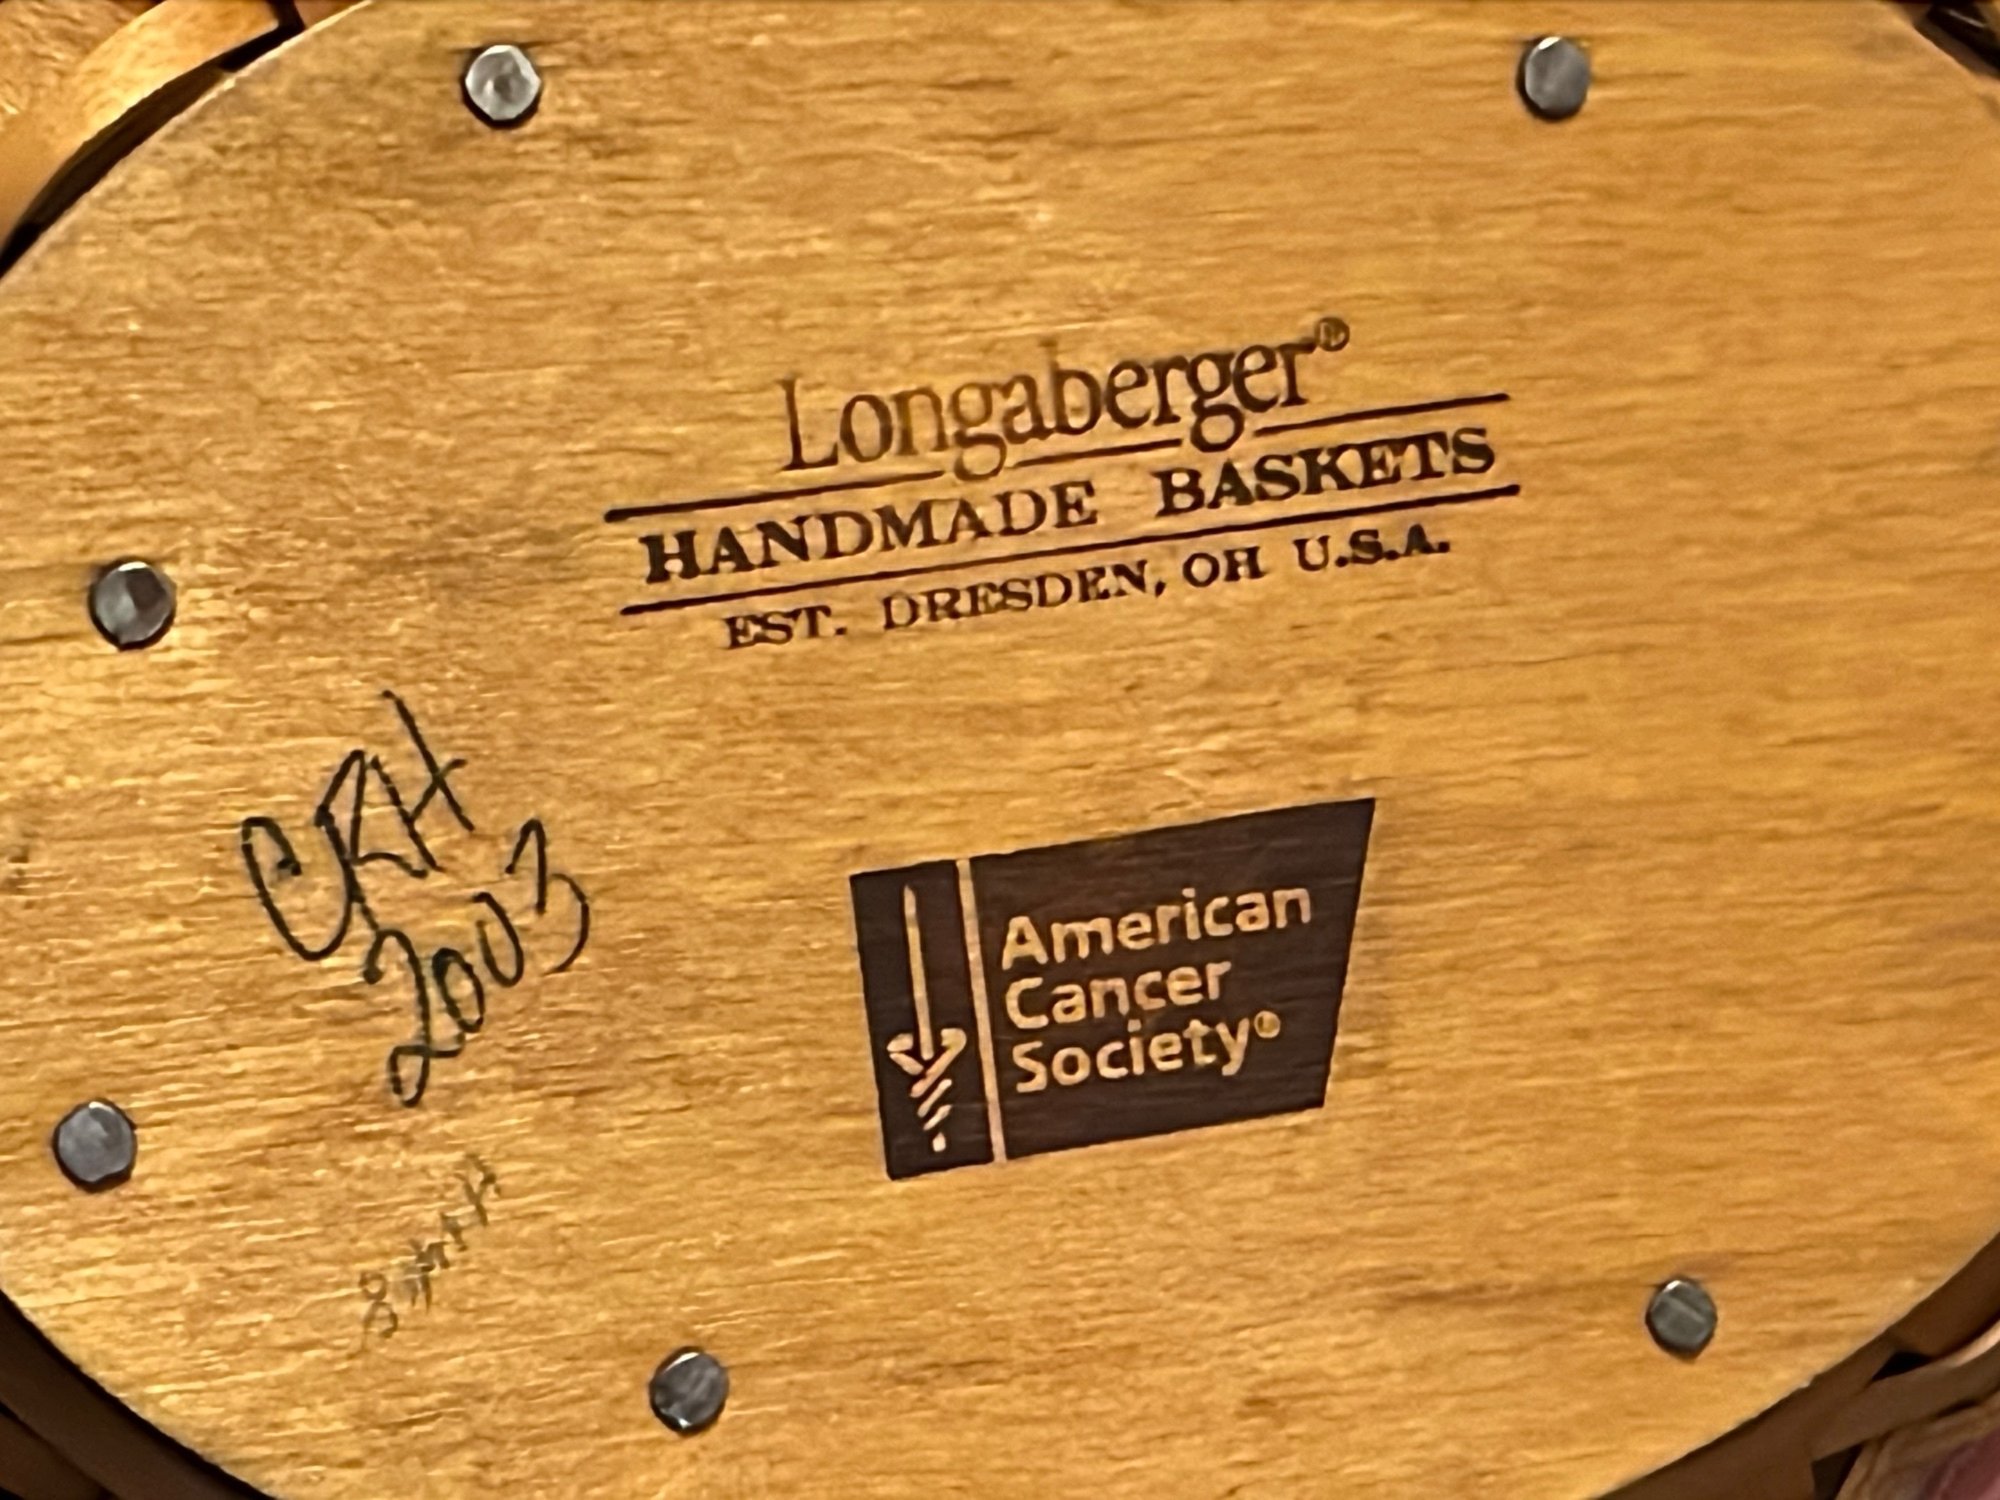 Longaberger®
HANDMADE BASKETS
EST. DRESDEN, OH U.S.A.
CRH
2003
American
Cancer
Society®